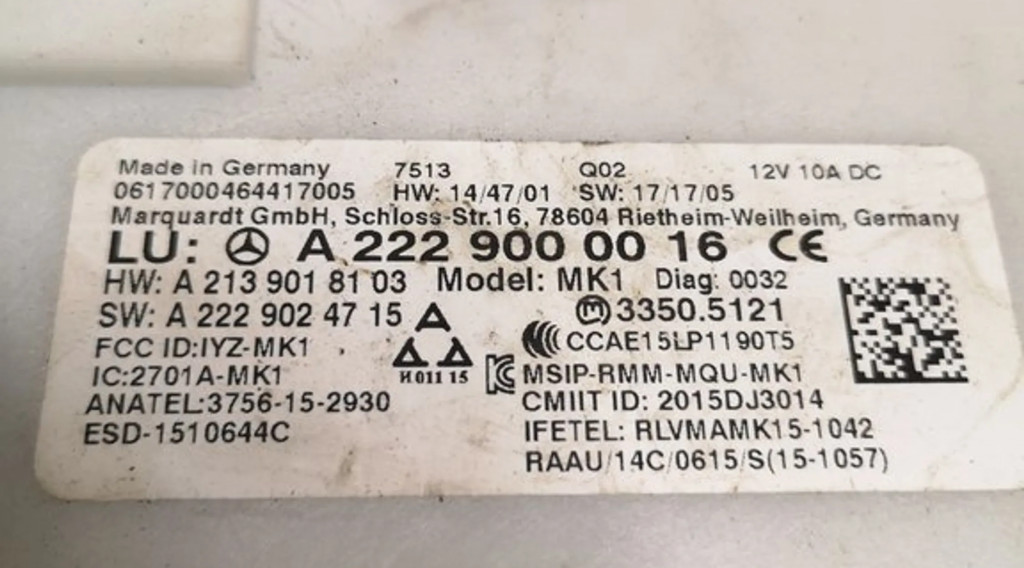 Made in Germany 7513 Q02 12V 10A DC
0617000464417005 HW: 14/47/01 SW: 17/17/05
Marquardt GmbH, Schloss-Str.16, 78604 Rietheim-Weilheim, Germany
LU: A 222 900 00 16 CE
HW: A 213 901 81 03 Model: MK1 Diag: 0032
SW: A 222 902 47 15 m 3350.5121
FCC ID:IYZ-MK1 CCAE15LP1190T5
IC:2701A-MK1 H 011 15 MSIP-RMM-MQU-MK1
ANATEL:3756-15-2930 CMIIT ID: 2015DJ3014
ESD-1510644C IFETEL: RLVMAMK15-1042
RAAU/14C/0615/S(15-1057)